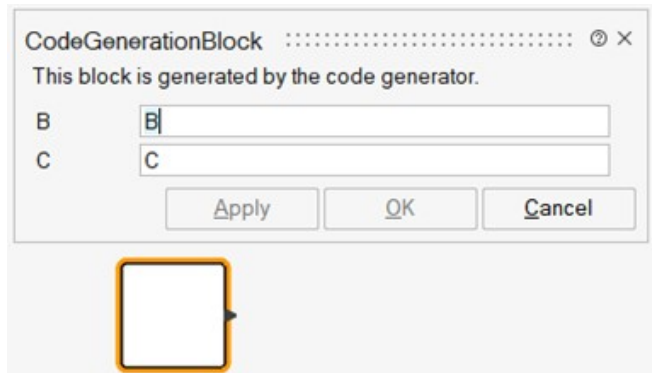 CodeGenerationBlock
This block is generated by the code generator.
B B
C C
Apply OK Cancel